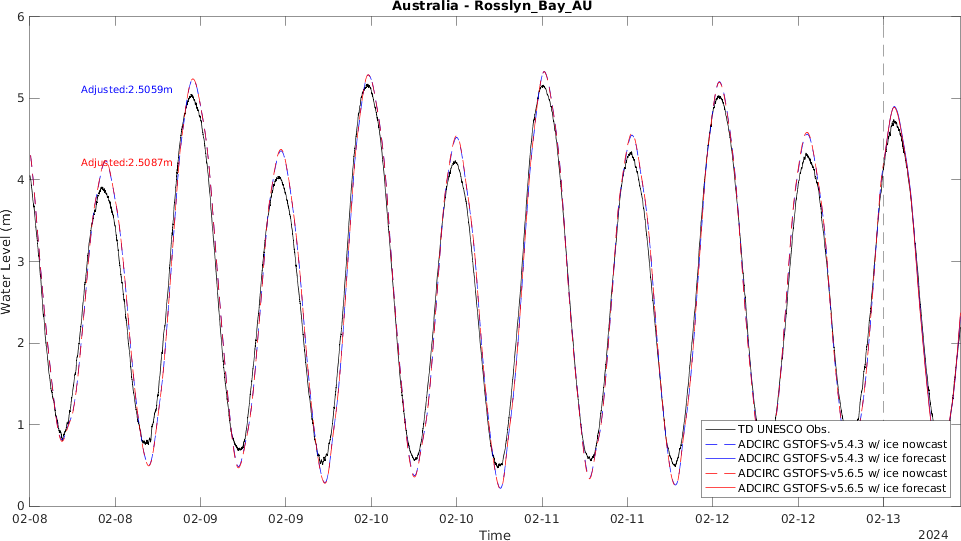 Australia - Rosslyn_Bay_AU
6
5
4
3
2
1
0
Water Level (m)
Adjusted:2.5059m
Adjusted:2.5087m
TD UNESCO Obs.
ADCIRC GSTOFS-v5.4.3 w/ ice nowcast
ADCIRC GSTOFS-v5.4.3 w/ ice forecast
ADCIRC GSTOFS-v5.6.5 w/ ice nowcast
ADCIRC GSTOFS-v5.6.5 w/ ice forecast
02-08 02-08 02-09 02-09 02-10 02-10 02-11 02-11 02-12 02-12 02-13
Time
2024